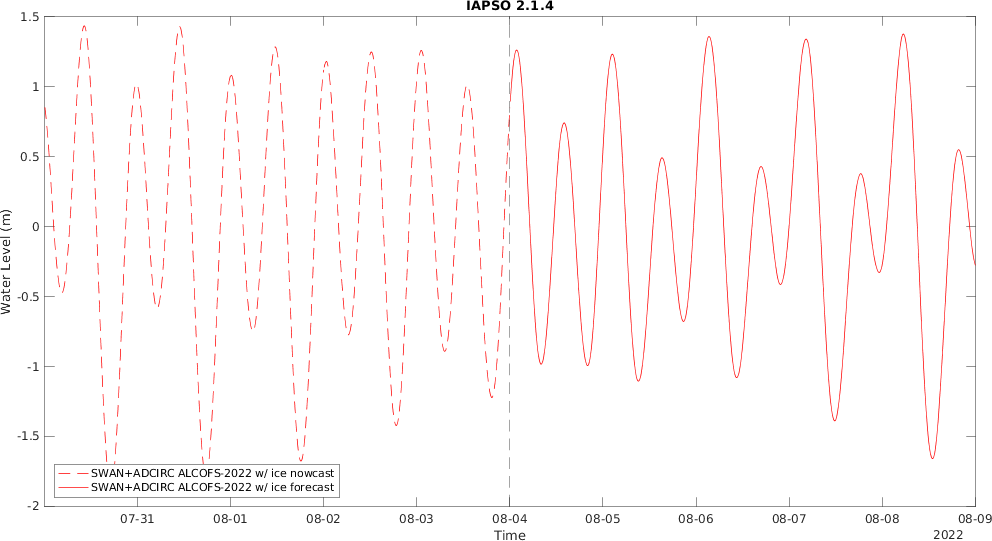 IAPSO 2.1.4
Water Level (m)
1.5
1
0.5
0
-0.5
-1
-1.5
-2
SWAN+ADCIRC ALCOFS-2022 w/ ice nowcast
SWAN+ADCIRC ALCOFS-2022 w/ ice forecast
07-31 08-01 08-02 08-03 08-04 08-05 08-06 08-07 08-08 08-09
Time
2022